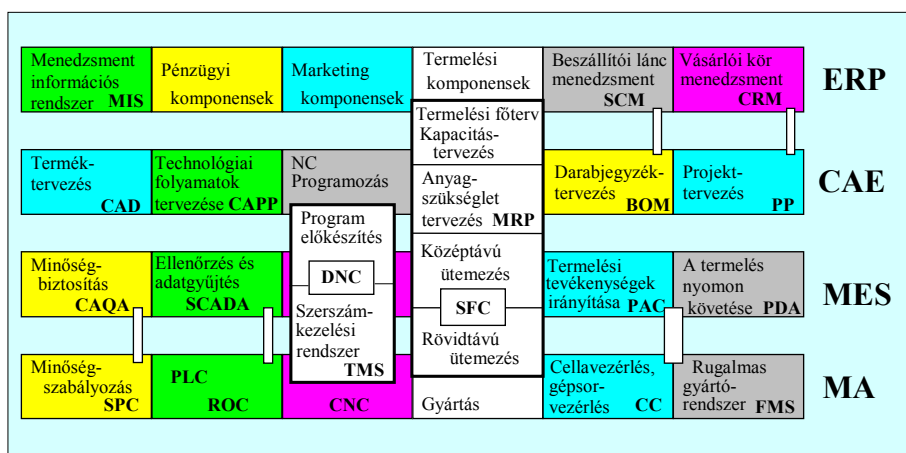 Menedzsment
információs
rendszer MIS
Pénzügyi
komponensek
Marketing
komponensek
Termelési
komponensek
Beszállítói lánc
menedzsment
SCM
Vásárlói kör
menedzsment
CRM
ERP
Termelési főterv
Kapacitás-
tervezés
Termék-
tervezés
CAD
Technológiai
folyamatok
tervezése CAPP
NC
Programozás
Anyag-
szükséglet
tervezés MRP
Darabjegyzék-
tervezés
BOM
Projekt-
tervezés
PP
CAE
Program
előkészítés
DNC
Szerszám-
kezelési
rendszer
TMS
Középtávú
ütemezés
SFC
Rövidtávú
ütemezés
Minőség-
biztosítás
CAQA
Ellenőrzés és
adatgyűjtés
SCADA
Termelési
tevékenységek
irányítása PAC
A termelés
nyomon
követése PDA
MES
Minőség-
szabályozás
SPC
PLC
ROC
CNC
Gyártás
Cellavezérlés,
gépsor-
vezérlés CC
Rugalmas
gyártó-
rendszer FMS
MA